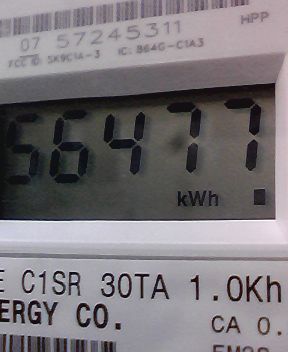 07 57245311
HPP
FCC ID: SK9C1A-3 IC: 864G-C1A3
56477
kWh
E C1SR 30TA 1.0Kh
ERGY CO.
CA 0.